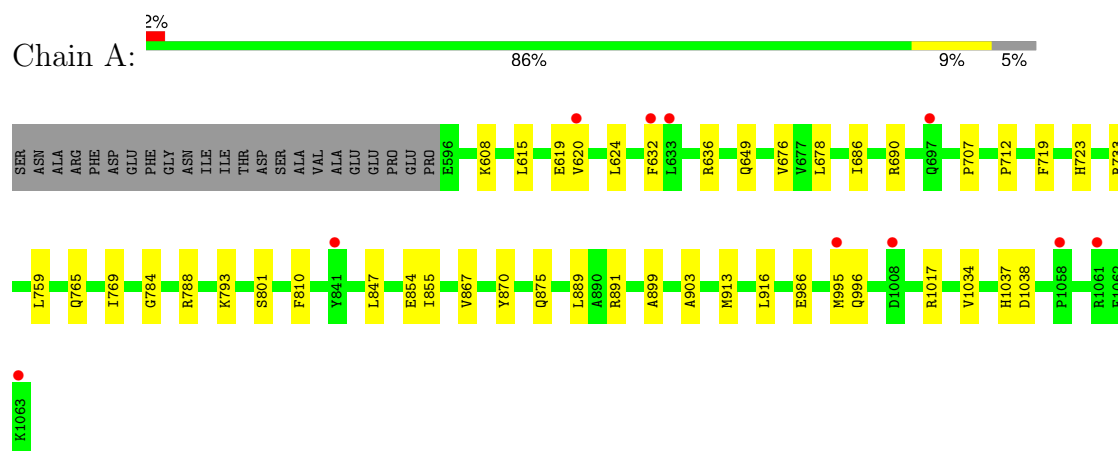 2%
Chain A:
86% 9% 5%
SER ASN ALA ARG PHE ASP GLU PHE GLY ASN ILE ILE THR ASP SER ALA VAL ALA GLU GLU PRO GLU PRO E596 K608 L615 E619 V620 L624 F632 L633 R636 Q649 V676 V677 L678 I686 R690 Q697 P707 P712 F719 H723
L759 Q765 I769 G784 R788 K793 S801 F810 Y841 L847 E854 I855 V867 Y870 Q875 L889 A890 R891 A899 A903 M913 L916 E986 M995 Q996 D1008 R1017 V1034 H1037 D1038 P1058 R1061
K1063